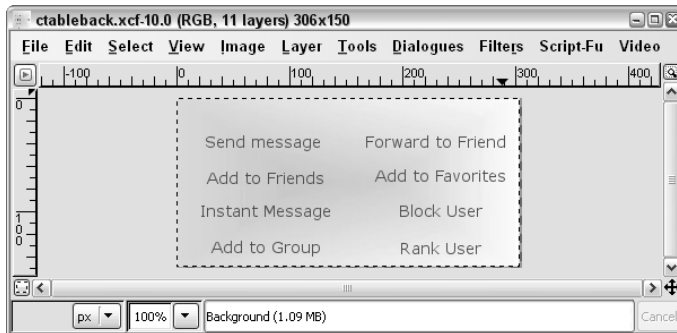 ctableback.xcf-10.0 (RGB, 11 layers) 306x150
File Edit Select View Image Layer Tools Dialogues Filters Script-Fu Video
-100 0 100 200 300 400
0
Send message Forward to Friend
Add to Friends Add to Favorites
Instant Message Block User
100
Add to Group Rank User
px 100% Background (1.09 MB) Cancel